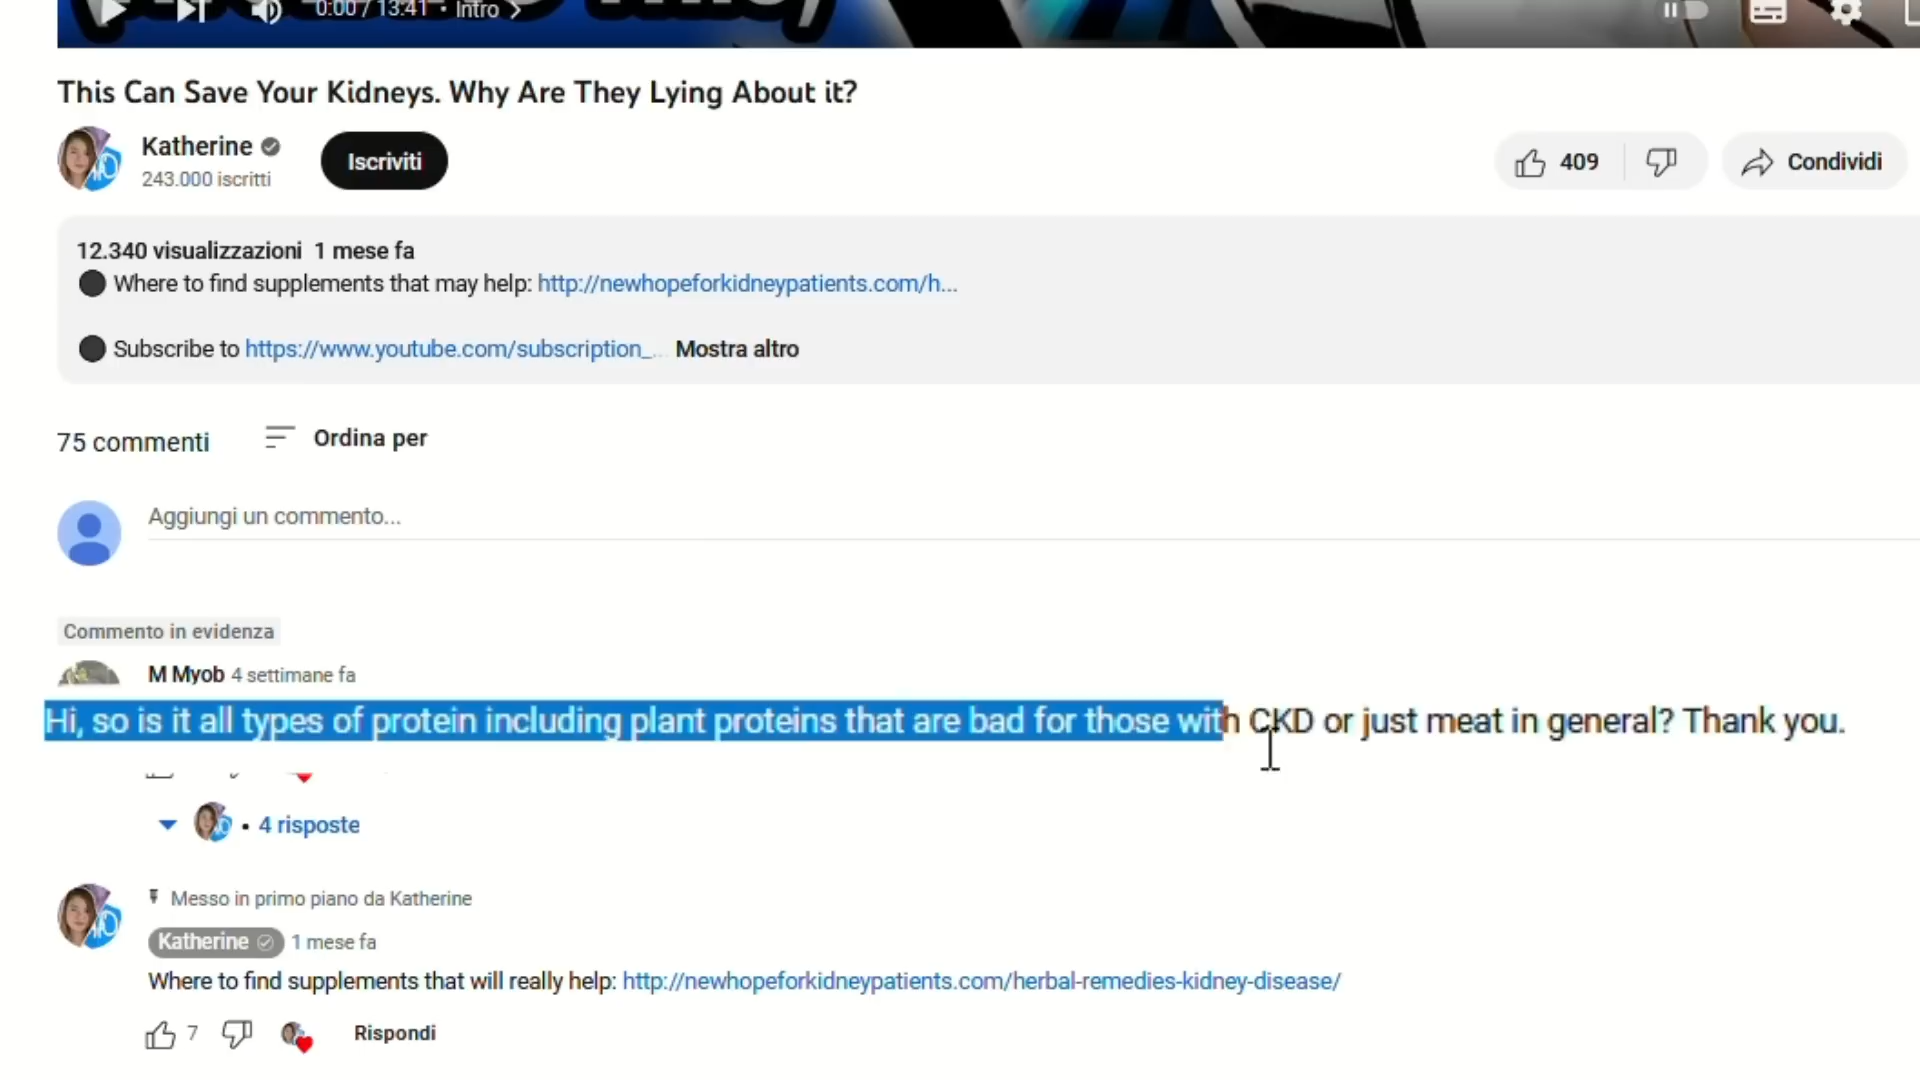 0:00 / 13:41 • Intro >
This Can Save Your Kidneys. Why Are They Lying About it?
Katherine
243.000 iscritti
Iscriviti
409
Condividi
12.340 visualizzazioni 1 mese fa
Where to find supplements that may help: http://newhopeforkidneypatients.com/h...
Subscribe to https://www.youtube.com/subscription_... Mostra altro
75 commenti
Ordina per
Aggiungi un commento...
Commento in evidenza
M Myob 4 settimane fa
Hi, so is it all types of protein including plant proteins that are bad for those with CKD or just meat in general? Thank you.
• 4 risposte
Messo in primo piano da Katherine
Katherine 1 mese fa
Where to find supplements that will really help: http://newhopeforkidneypatients.com/herbal-remedies-kidney-disease/
7
Rispondi